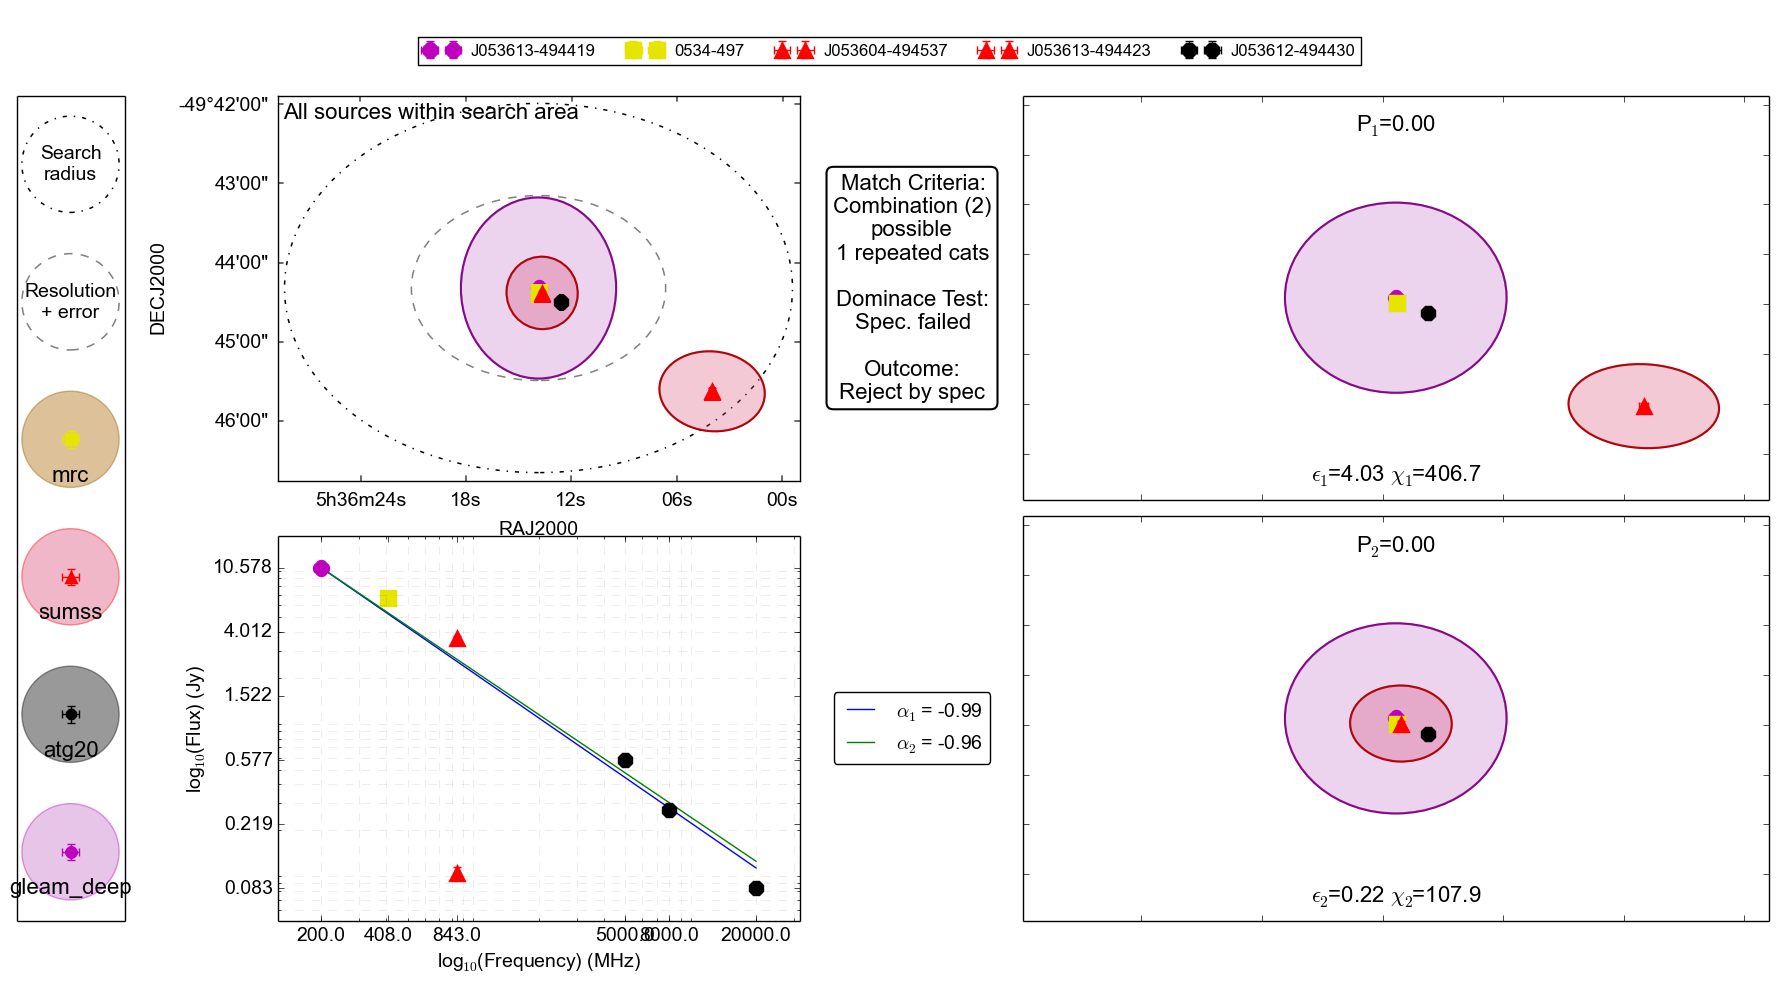 J053613-494419 0534-497 J053604-494537 J053613-494423 J053612-494430
Search
radius
Resolution
+ error
mrc
sumss
atg20
gleam_deep
All sources within search area
-49°42'00"
43'00"
44'00"
45'00"
46'00"
DECJ2000
5h36m24s 18s 12s 06s 00s
RAJ2000
Match Criteria:
Combination (2)
possible
1 repeated cats
Dominace Test:
Spec. failed
Outcome:
Reject by spec
P1=0.00
ϵ1=4.03 χ1=406.7
10.578
4.012
1.522
0.577
0.219
0.083
log10(Flux) (Jy)
200.0 408.0 843.0 5000.0 8000.0 20000.0
log10(Frequency) (MHz)
α1 = -0.99
α2 = -0.96
P2=0.00
ϵ2=0.22 χ2=107.9